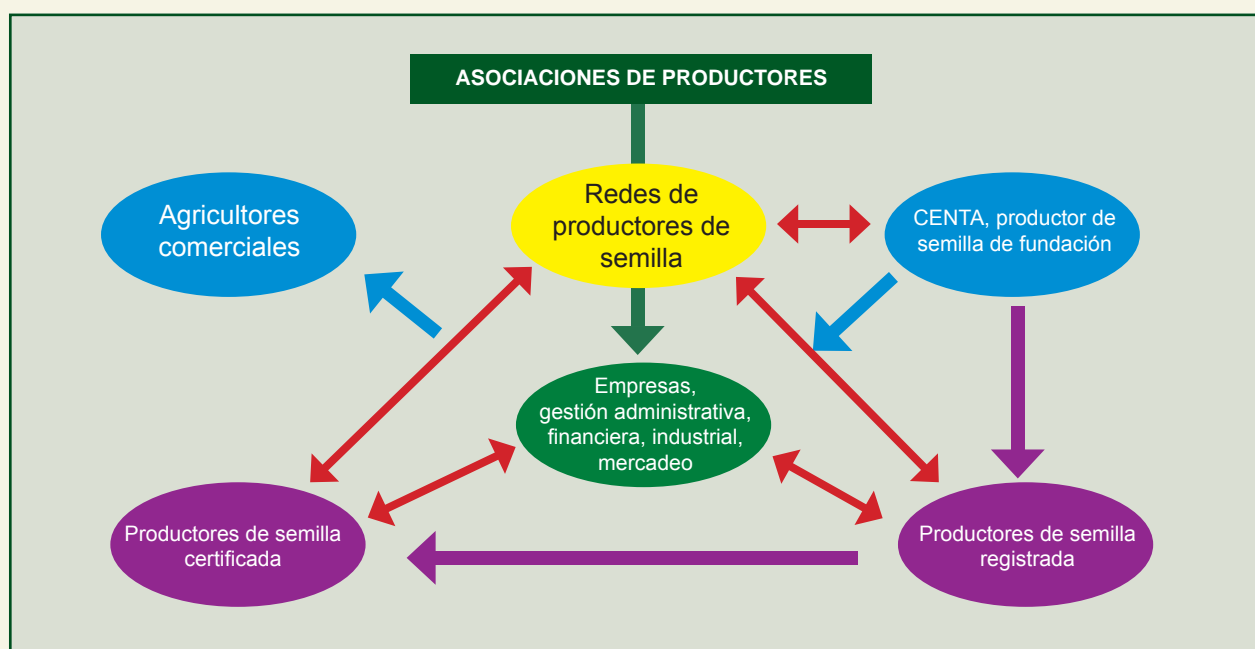 ASOCIACIONES DE PRODUCTORES
Agricultores
comerciales
Redes de
productores de
semilla
CENTA, productor de
semilla de fundación
Empresas,
gestión administrativa,
financiera, industrial,
mercadeo
Productores de semilla
certificada
Productores de semilla
registrada